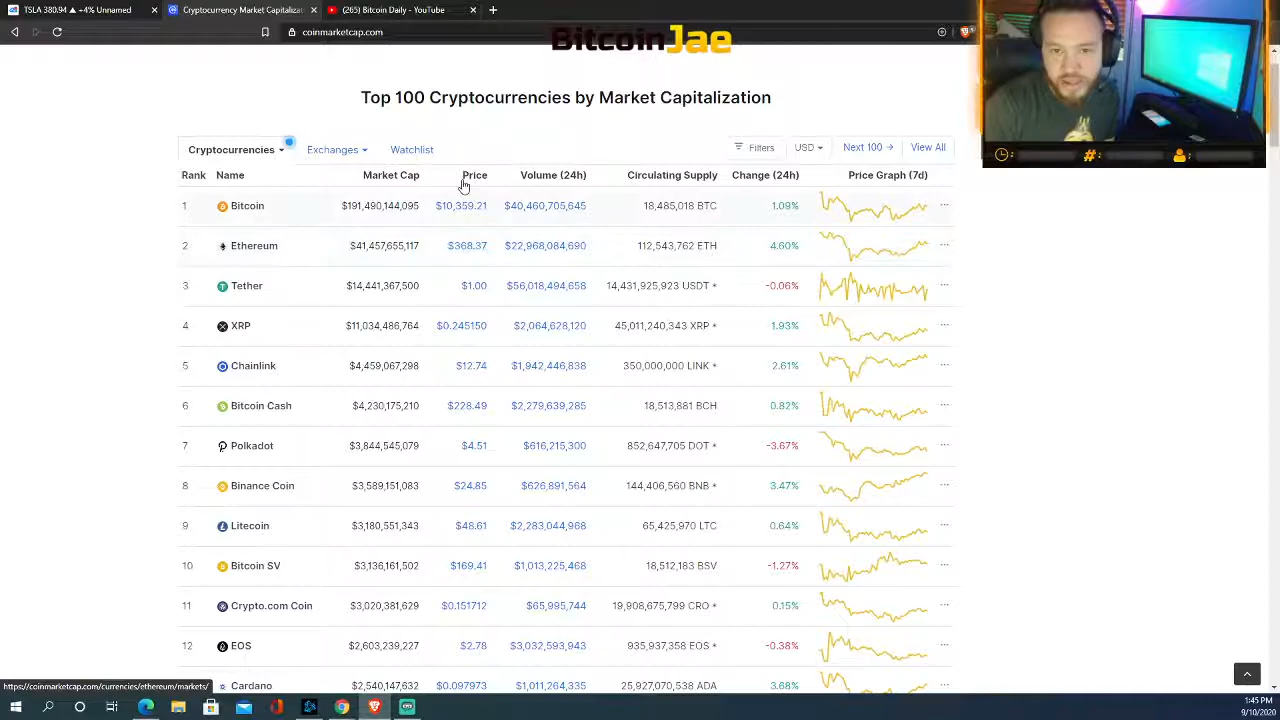 TSLA 380.94 ▲ +4% Unnamed
Cryptocurrency Market Capitalizat
(265) Bitcoin Daily - YouTube
coinmarketcap.com
BitcoinJae
Top 100 Cryptocurrencies by Market Capitalization
Cryptocurrencies Exchanges Watchlist Filters USD Next 100 → View All
Rank Name Market Cap Price Volume (24h) Circulating Supply Change (24h) Price Graph (7d)
1 Bitcoin $191,490,144,095 $10,359.21 $40,460,705,645 18,485,018 BTC 1.09%
2 Ethereum $41,457,655,117 $368.37 $22,968,084,690 112,543,762 ETH 4.60%
3 Tether $14,441,367,500 $1.00 $56,018,494,658 14,431,925,923 USDT * -0.06%
4 XRP $11,034,486,764 $0.245150 $2,064,628,120 45,011,240,343 XRP * 1.93%
5 Chainlink $4,459,067,298 $12.74 $1,942,446,838 350,000,000 LINK * 2.61%
6 Bitcoin Cash $4,230,175,210 $228.49 $2,279,639,285 18,513,881 BCH 0.82%
7 Polkadot $3,844,545,079 $4.51 $616,215,300 852,647,705 DOT * -3.67%
8 Binance Coin $3,589,151,083 $24.85 $626,891,564 144,406,560 BNB * 3.47%
9 Litecoin $3,180,551,343 $48.61 $2,283,044,968 65,425,970 LTC 0.64%
10 Bitcoin SV $3,136,161,502 $169.41 $1,013,225,468 18,512,183 BSV -1.27%
11 Crypto.com Coin $3,020,381,629 $0.151712 $65,995,744 19,908,675,799 CRO * 0.15%
12 EOS $2,603,239,227 $2.78 $3,032,593,943 935,937,358 EOS * -0.38%
Cardano $2,540,147,632 $0.097973 25,927,070,538 ADA 3.68%
https://coinmarketcap.com/currencies/ethereum/markets/
1:45 PM
9/10/2020
# :